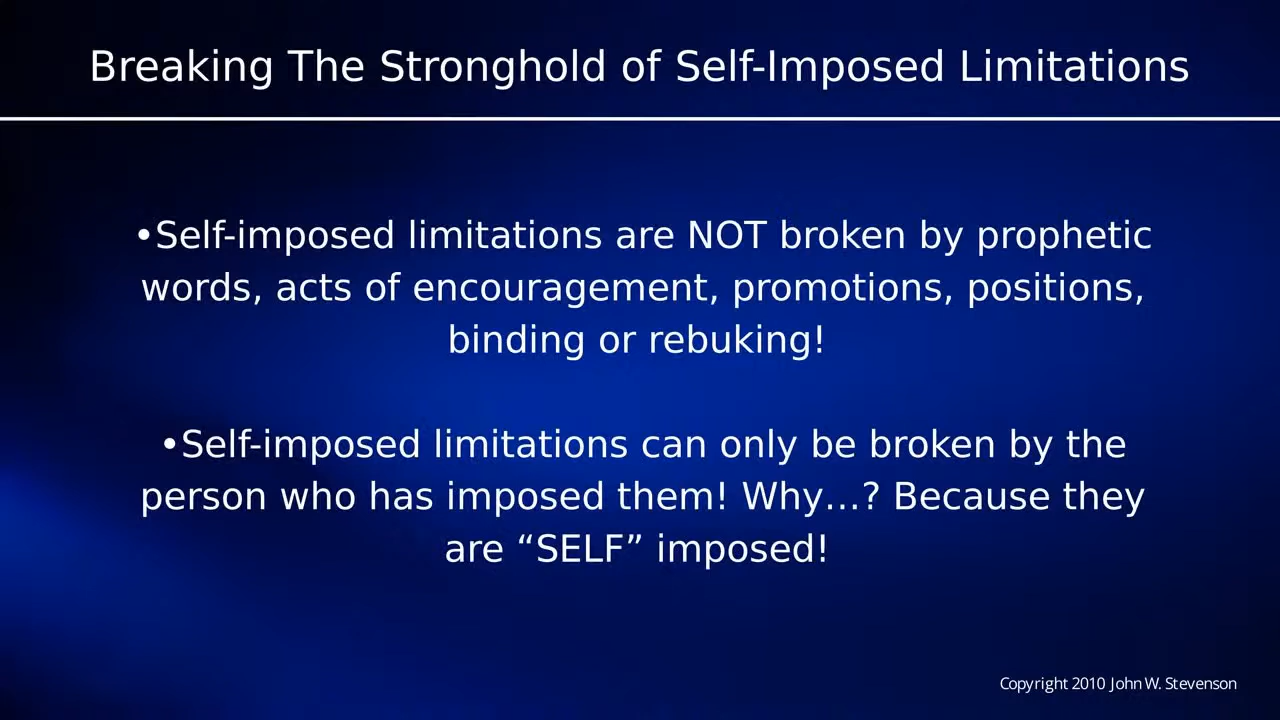 Breaking The Stronghold of Self-Imposed Limitations
•Self-imposed limitations are NOT broken by prophetic
words, acts of encouragement, promotions, positions,
binding or rebuking!
•Self-imposed limitations can only be broken by the
person who has imposed them! Why...? Because they
are “SELF” imposed!
Copyright 2010 John W. Stevenson